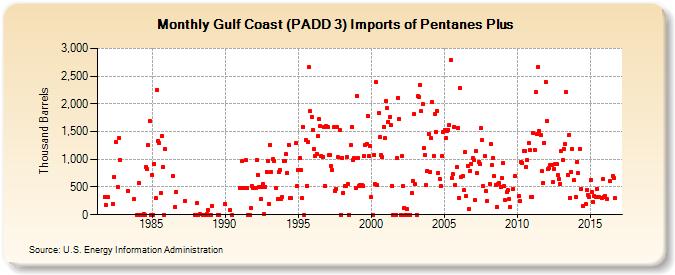 Monthly Gulf Coast (PADD 3) Imports of Pentanes Plus
Thousand Barrels
3,000
2,500
2,000
1,500
1,000
500
0
1985 1990 1995 2000 2005 2010 2015
Source: U.S. Energy Information Administration